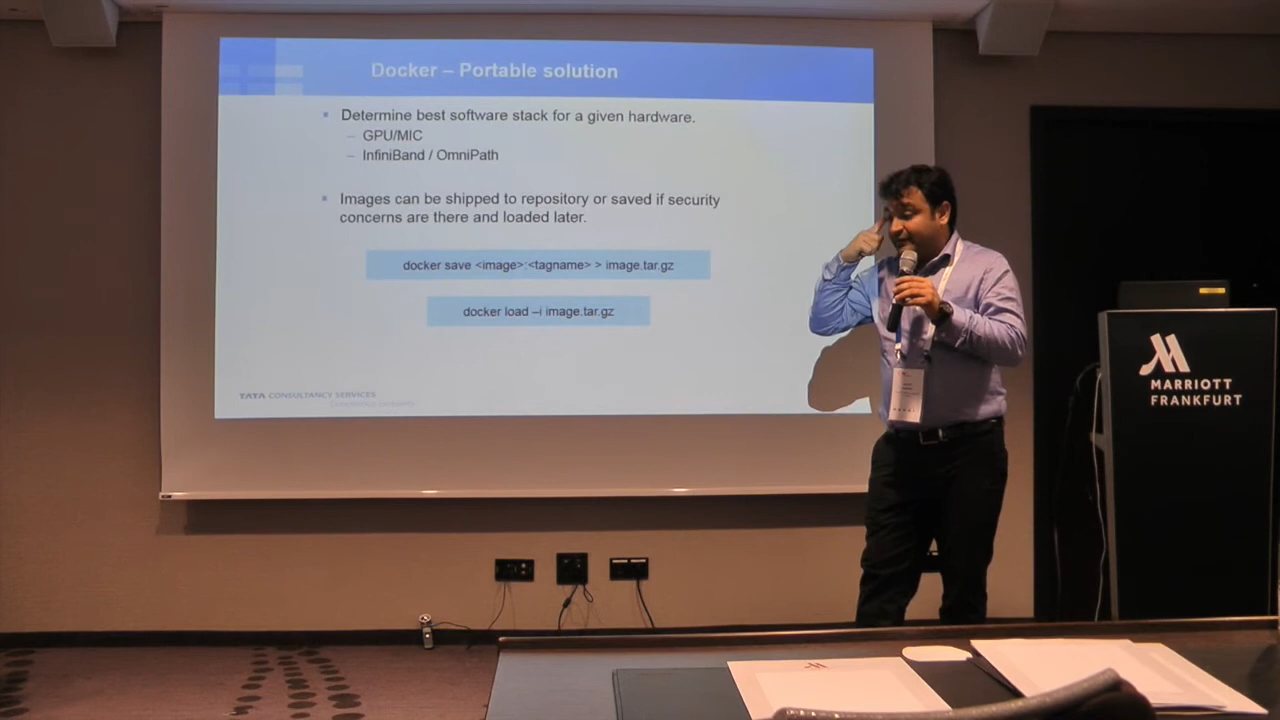 Docker – Portable solution
Determine best software stack for a given hardware.
– GPU/MIC
– InfiniBand / OmniPath
Images can be shipped to repository or saved if security
concerns are there and loaded later.
docker save <image>:<tagname> > image.tar.gz
docker load –i image.tar.gz
TATA CONSULTANCY SERVICES
MARRIOTT
FRANKFURT